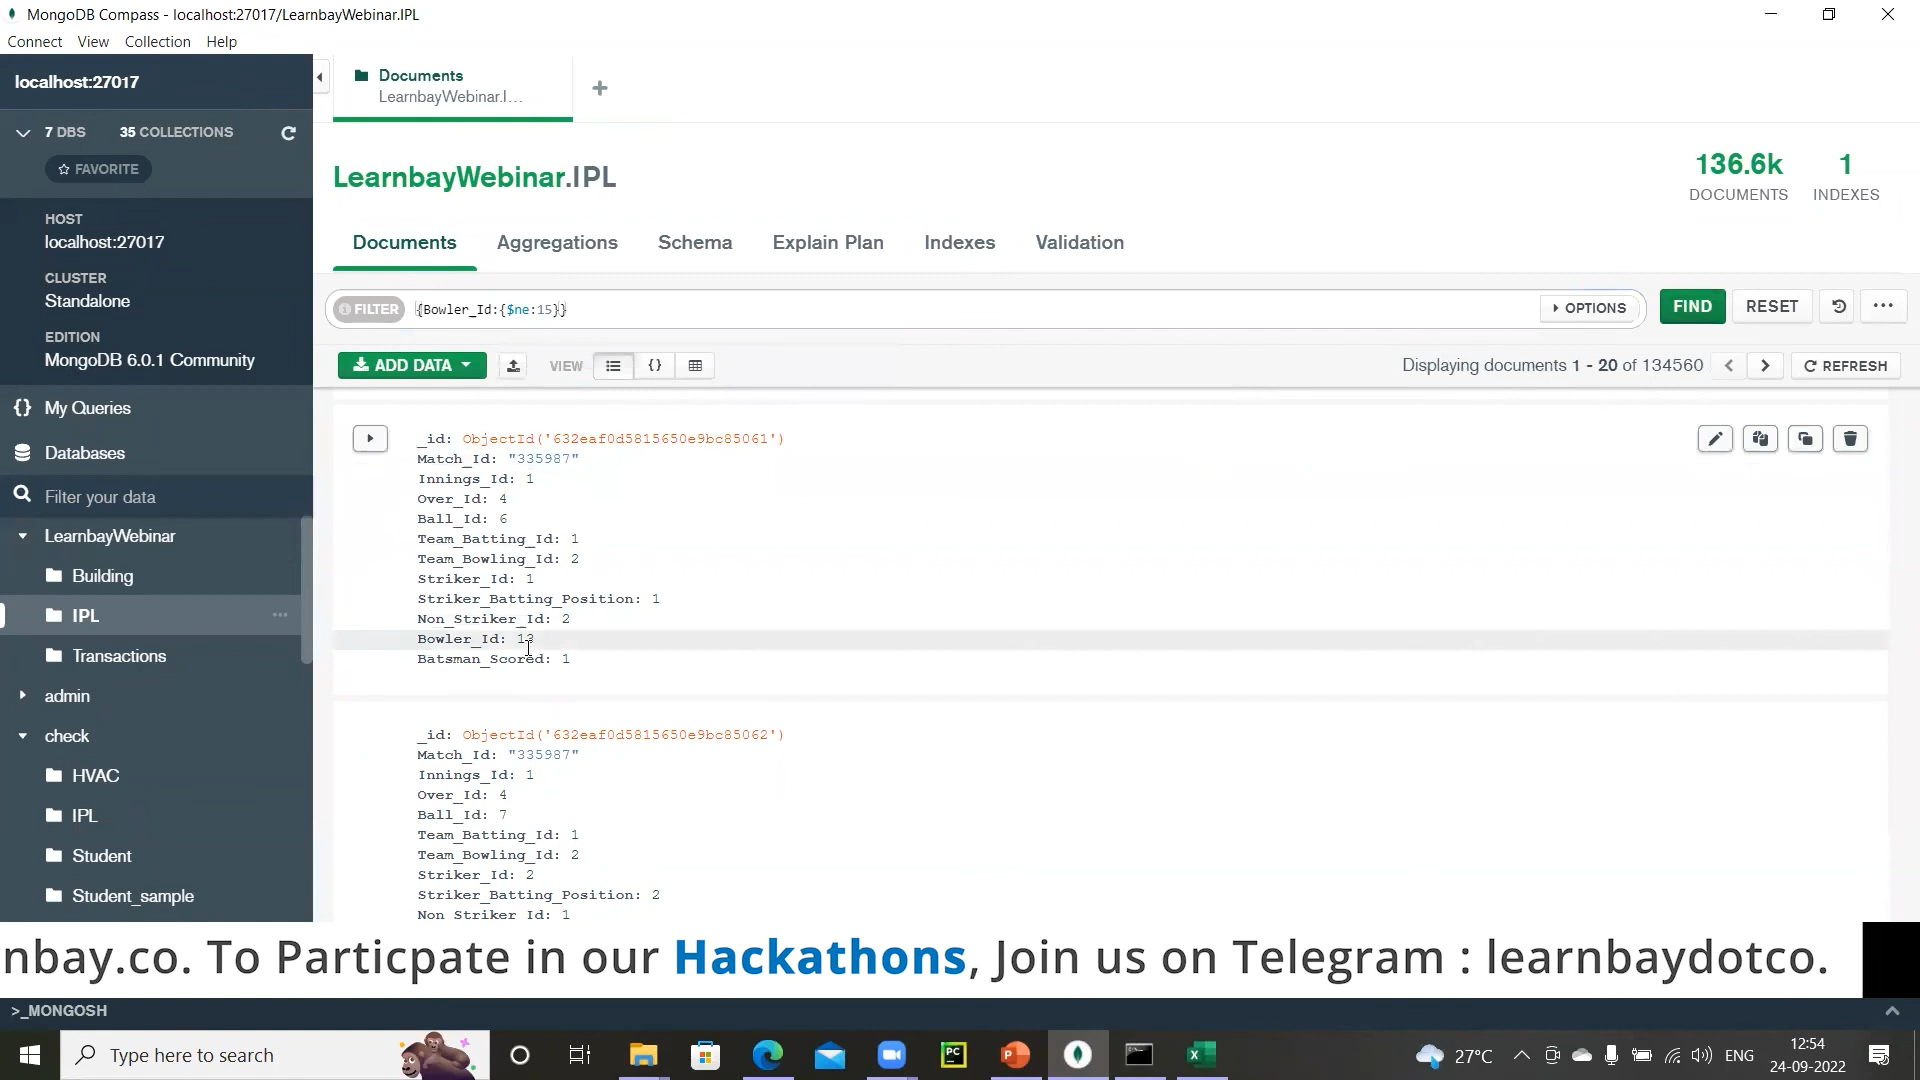 MongoDB Compass - localhost:27017/LearnbayWebinar.IPL
Connect View Collection Help
localhost:27017
7 DBS 35 COLLECTIONS
FAVORITE
HOST
localhost:27017
CLUSTER
Standalone
EDITION
MongoDB 6.0.1 Community
{} My Queries
Databases
Filter your data
LearnbayWebinar
Building
IPL
Transactions
admin
check
HVAC
IPL
Student
Student_sample
Documents
LearnbayWebinar.I...
LearnbayWebinar.IPL
136.6k
DOCUMENTS
1
INDEXES
Documents Aggregations Schema Explain Plan Indexes Validation
FILTER {Bowler_Id:{$ne:15}} OPTIONS FIND RESET
ADD DATA VIEW {} Displaying documents 1 - 20 of 134560 REFRESH
_id: ObjectId('632eaf0d5815650e9bc85061')
Match_Id: "335987"
Innings_Id: 1
Over_Id: 4
Ball_Id: 6
Team_Batting_Id: 1
Team_Bowling_Id: 2
Striker_Id: 1
Striker_Batting_Position: 1
Non_Striker_Id: 2
Bowler_Id: 13
Batsman_Scored: 1
_id: ObjectId('632eaf0d5815650e9bc85062')
Match_Id: "335987"
Innings_Id: 1
Over_Id: 4
Ball_Id: 7
Team_Batting_Id: 1
Team_Bowling_Id: 2
Striker_Id: 2
Striker_Batting_Position: 2
Non_Striker_Id: 1
nbay.co. To Particpate in our Hackathons, Join us on Telegram : learnbaydotco.
>_MONGOSH
Type here to search
PC
27°C
ENG
12:54
24-09-2022